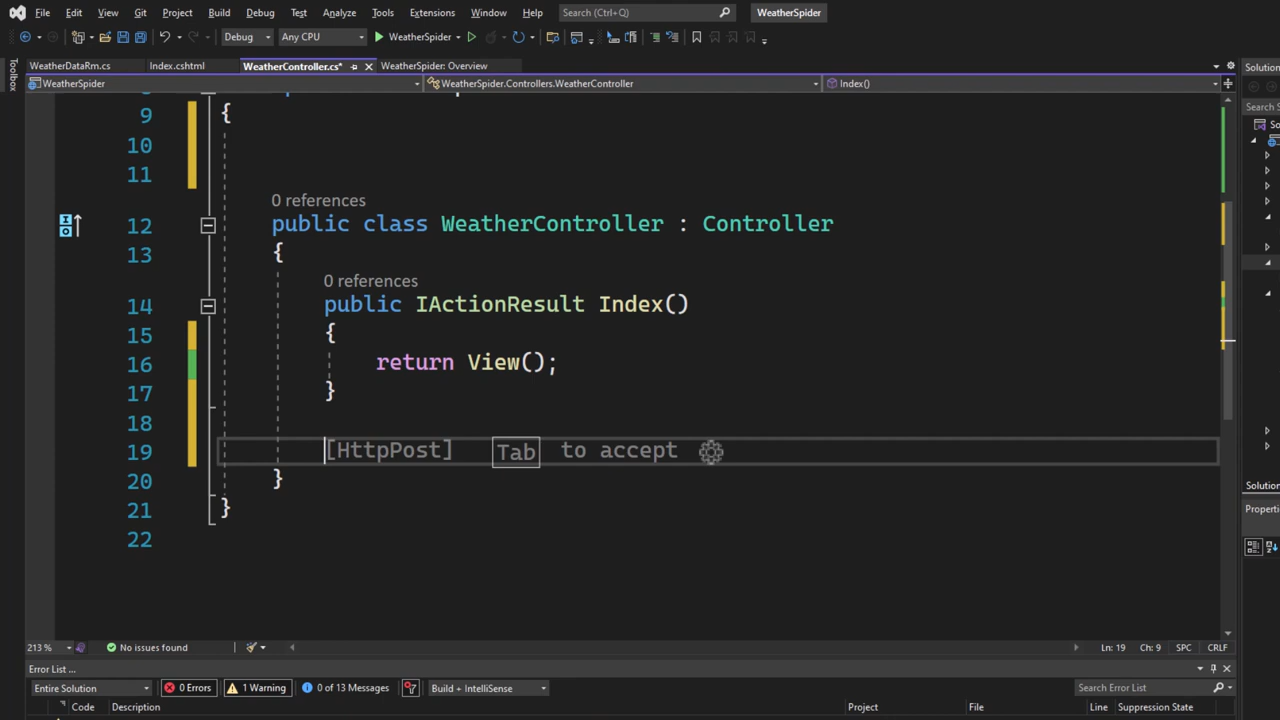 File Edit View Git Project Build Debug Test Analyze Tools Extensions Window Help Search (Ctrl+Q) WeatherSpider
Debug Any CPU WeatherSpider
Toolbox
WeatherDataRm.cs Index.cshtml WeatherController.cs* WeatherSpider: Overview
WeatherSpider WeatherSpider.Controllers.WeatherController Index()
Solution
Search S
So
9 {
10
11
0 references
12 public class WeatherController : Controller
13 {
0 references
14 public IActionResult Index()
15 {
16 return View();
17 }
18
19 [HttpPost] Tab to accept
20 }
21 }
22
Solution
Properti
213 % No issues found Ln: 19 Ch: 9 SPC CRLF
Error List ...
Entire Solution 0 Errors 1 Warning 0 of 13 Messages Build + IntelliSense Search Error List
Code Description Project File Line Suppression State